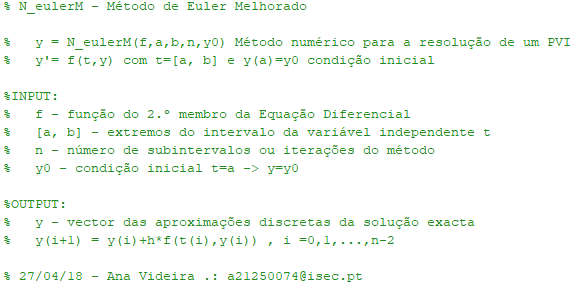 % N_eulerM - Método de Euler Melhorado
% y = N_eulerM(f,a,b,n,y0) Método numérico para a resolução de um PVI
% y'= f(t,y) com t=[a, b] e y(a)=y0 condição inicial
%INPUT:
% f - função do 2.º membro da Equação Diferencial
% [a, b] - extremos do intervalo da variável independente t
% n - número de subintervalos ou iterações do método
% y0 - condição inicial t=a -> y=y0
%OUTPUT:
% y - vector das aproximações discretas da solução exacta
% y(i+1) = y(i)+h*f(t(i),y(i)) , i =0,1,...,n-2
% 27/04/18 - Ana Videira .: a21250074@isec.pt